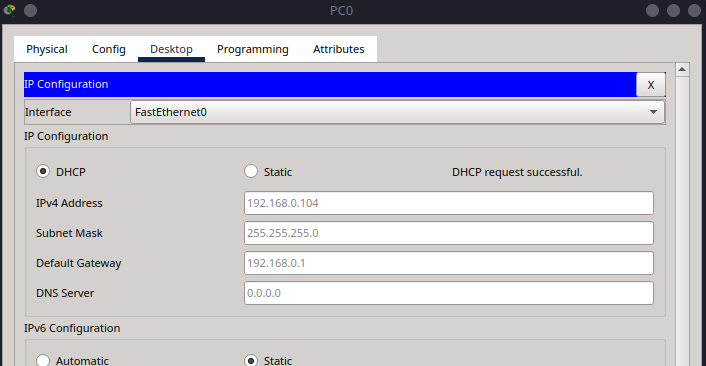 PC0
Physical Config Desktop Programming Attributes
IP Configuration X
Interface FastEthernet0
IP Configuration
DHCP Static DHCP request successful.
IPv4 Address 192.168.0.104
Subnet Mask 255.255.255.0
Default Gateway 192.168.0.1
DNS Server 0.0.0.0
IPv6 Configuration
Automatic Static